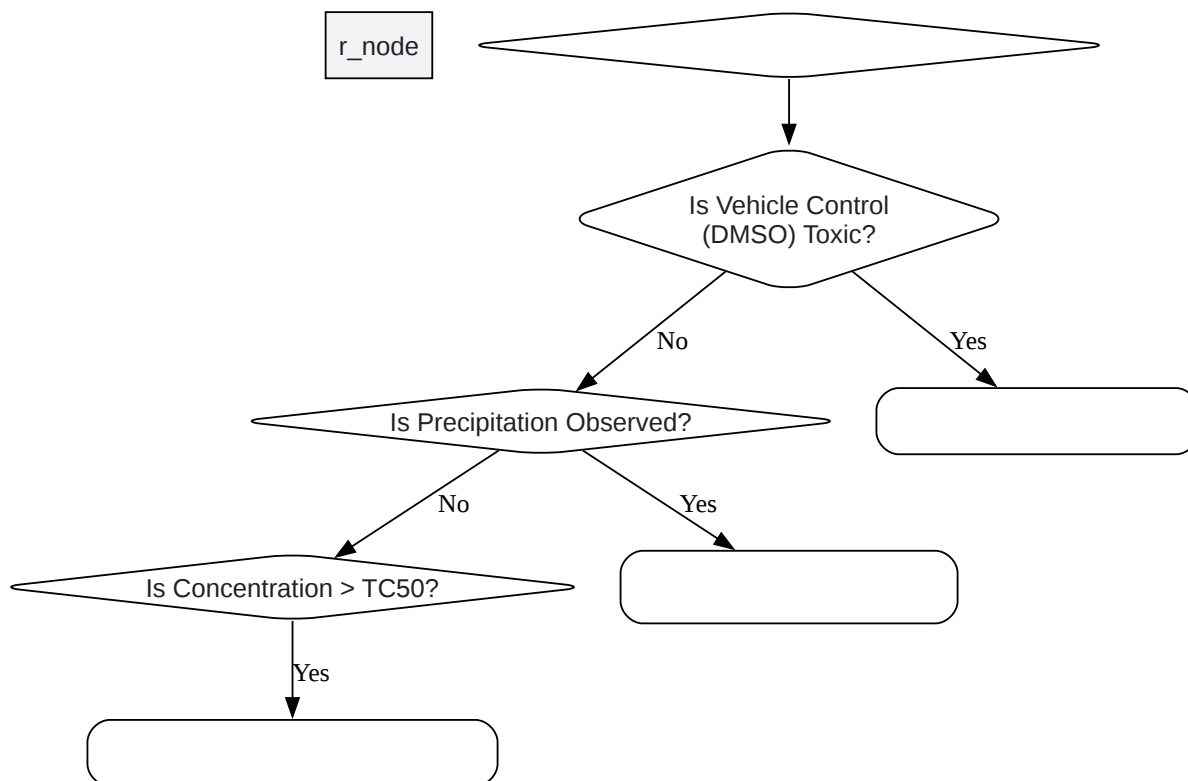 r_node
Is Vehicle Control
(DMSO) Toxic?
No
Yes
Is Precipitation Observed?
No
Yes
Is Concentration > TC50?
Yes